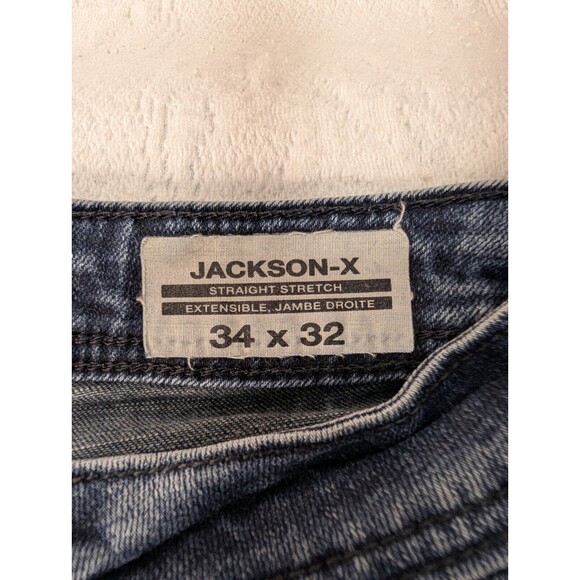 JACKSON-X
STRAIGHT STRETCH
EXTENSIBLE, JAMBE DROITE
34 x 32